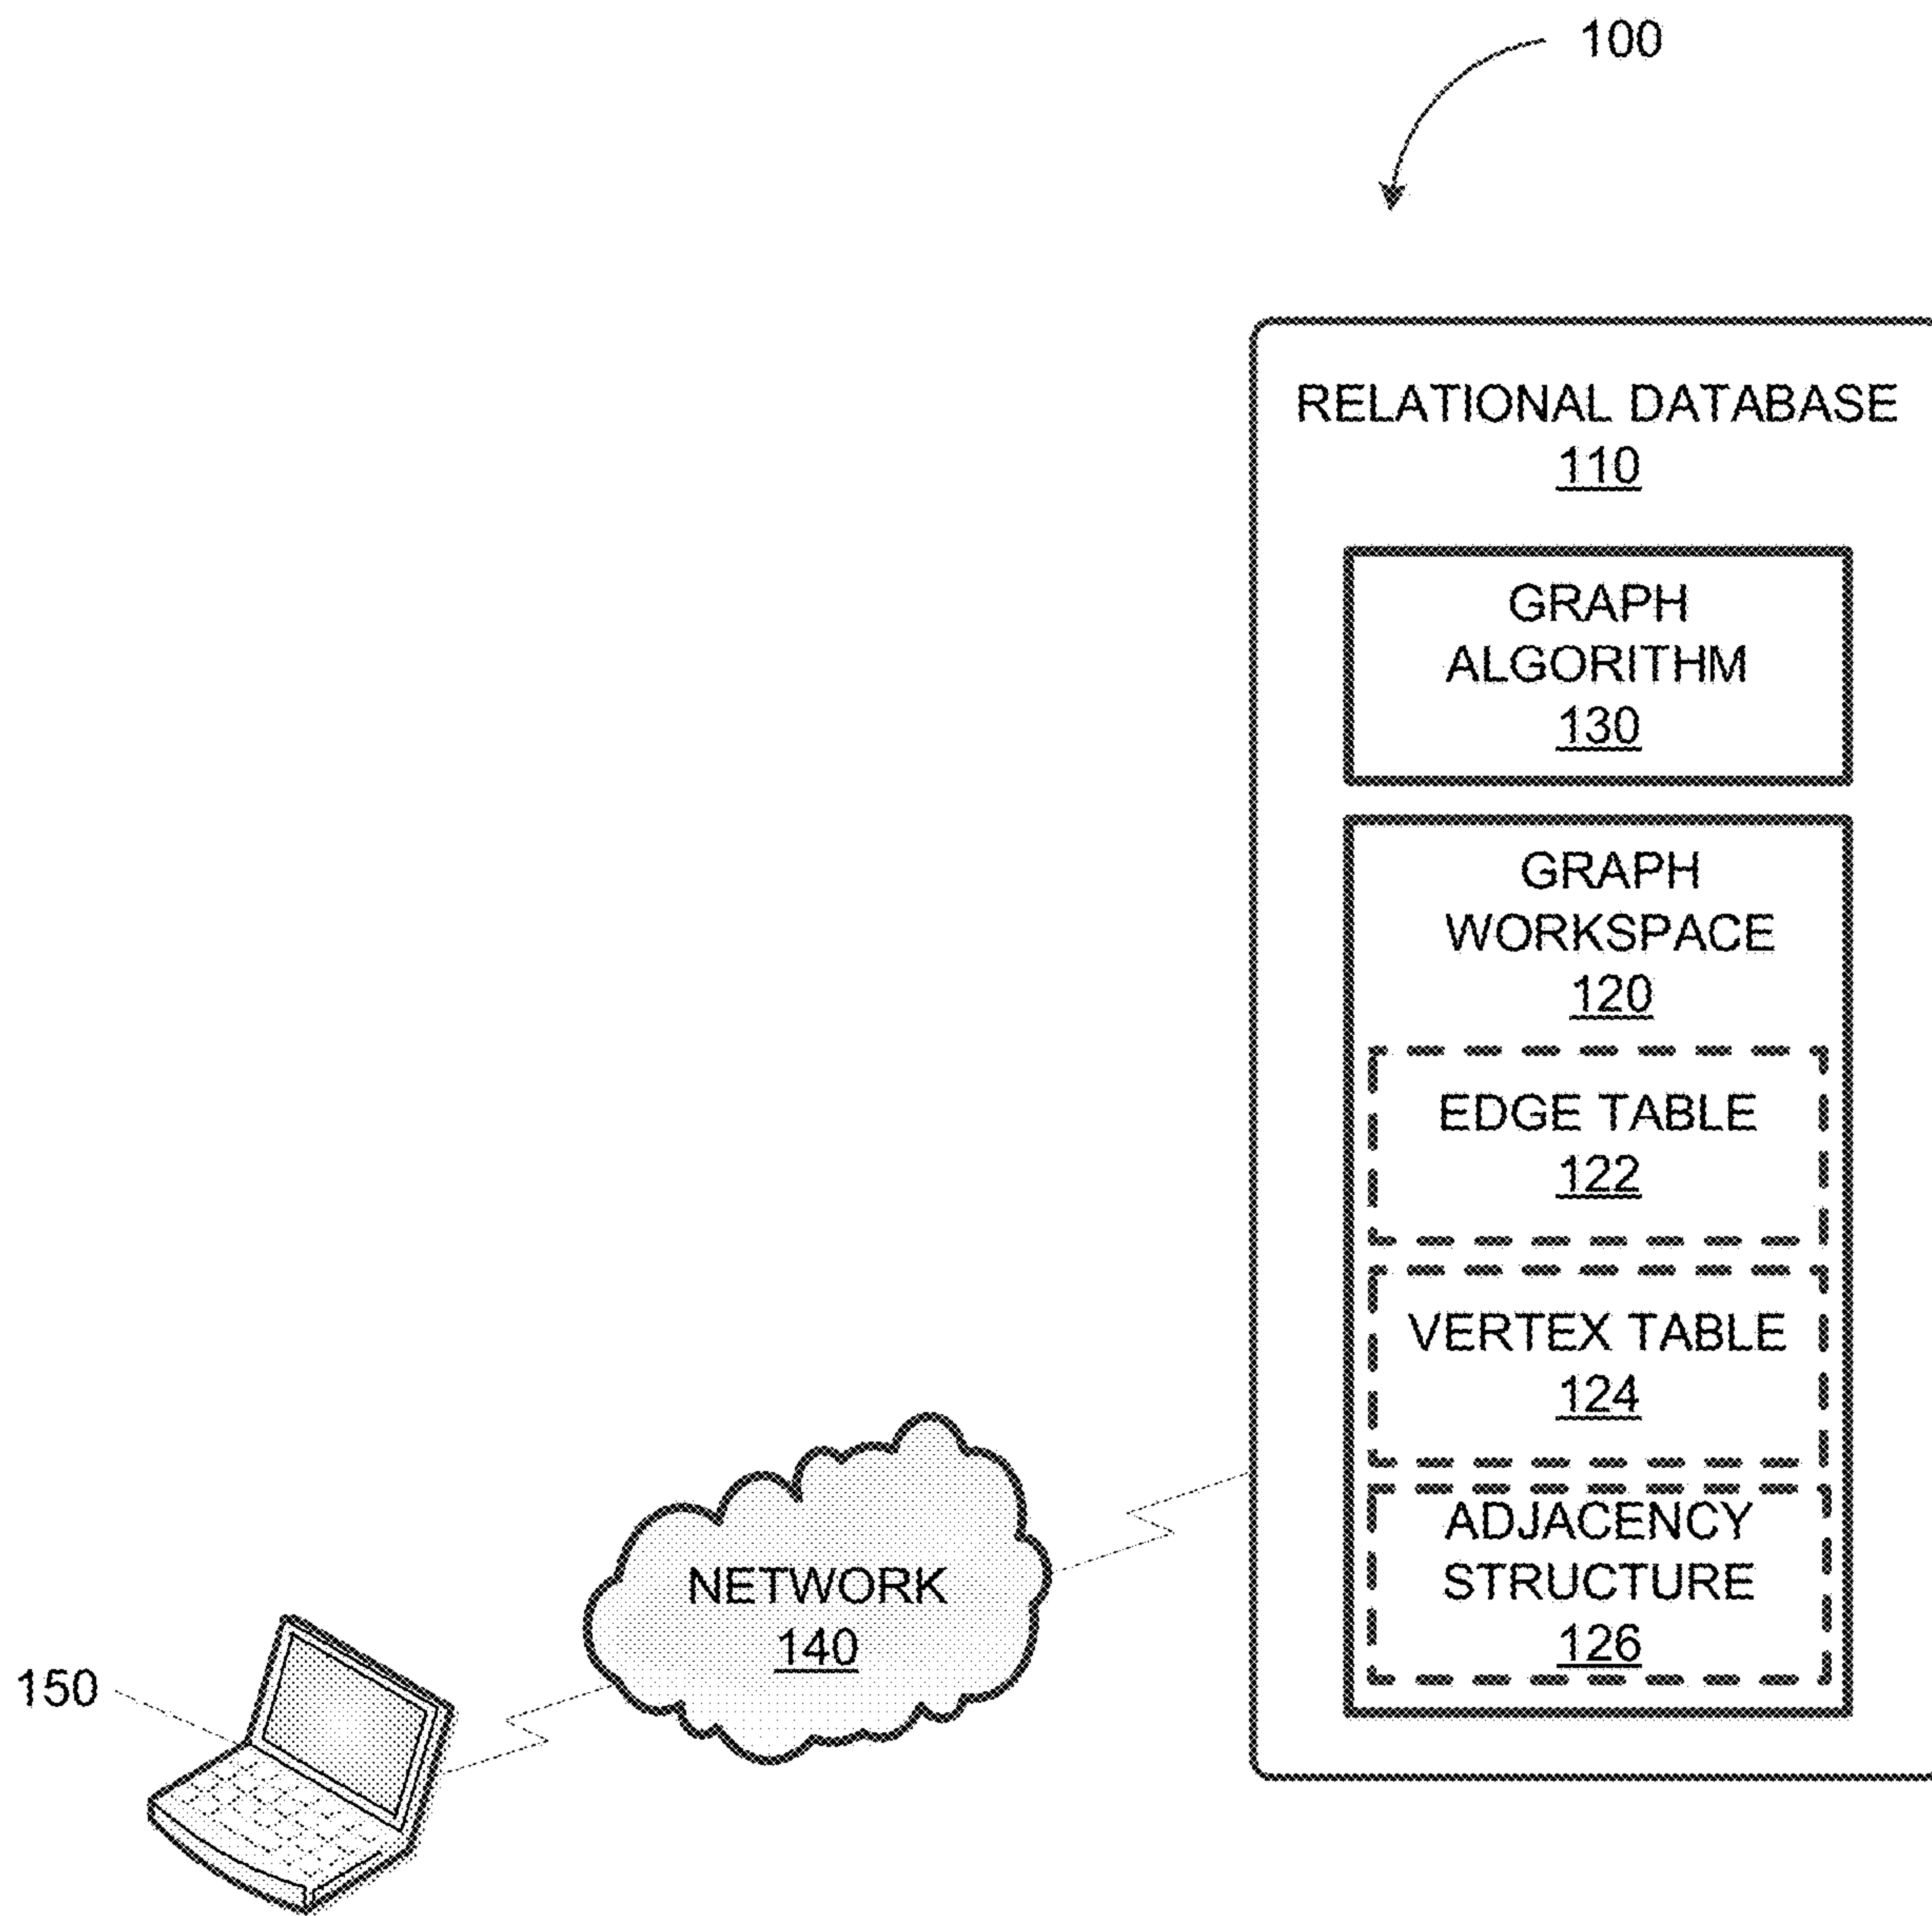 100
RELATIONAL DATABASE
110
GRAPH
ALGORITHM
130
GRAPH
WORKSPACE
120
EDGE TABLE
122
VERTEX TABLE
124
ADJACENCY
STRUCTURE
126
NETWORK
140
150